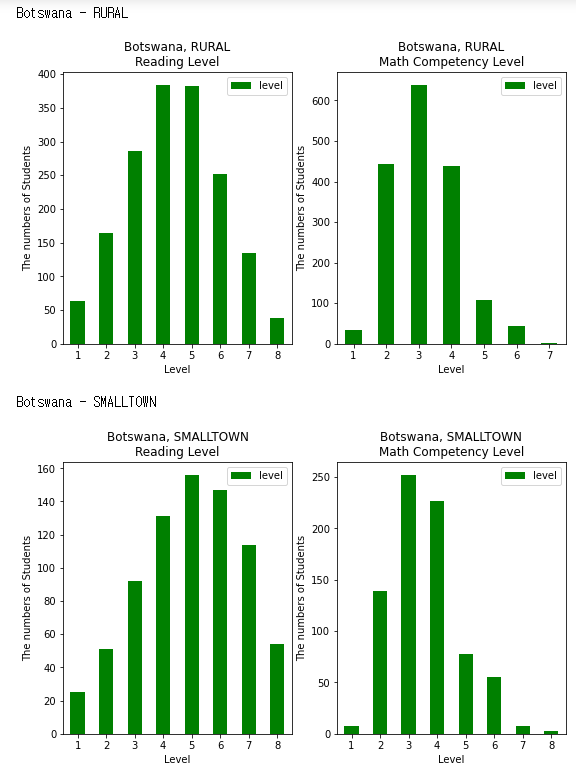 Botswana - RURAL
Botswana, RURAL
Reading Level
The numbers of Students
400
350
300
250
200
150
100
50
0
level
1 2 3 4 5 6 7 8
Level
Botswana, RURAL
Math Competency Level
The numbers of Students
600
500
400
300
200
100
0
level
1 2 3 4 5 6 7
Level
Botswana - SMALLTOWN
Botswana, SMALLTOWN
Reading Level
The numbers of Students
160
140
120
100
80
60
40
20
0
level
1 2 3 4 5 6 7 8
Level
Botswana, SMALLTOWN
Math Competency Level
The numbers of Students
250
200
150
100
50
0
level
1 2 3 4 5 6 7 8
Level